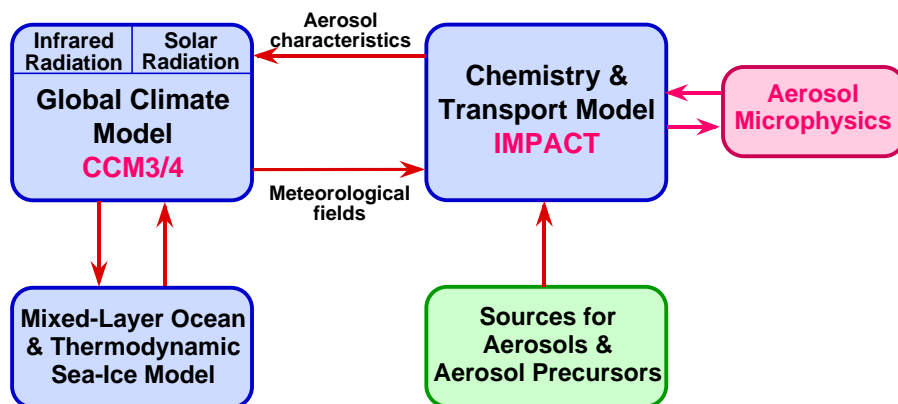 Infrared
Radiation
Solar
Radiation
Global Climate
Model
CCM3/4
Aerosol
characteristics
Meteorological
fields
Chemistry &
Transport Model
IMPACT
Aerosol
Microphysics
Mixed-Layer Ocean
& Thermodynamic
Sea-Ice Model
Sources for
Aerosols &
Aerosol Precursors